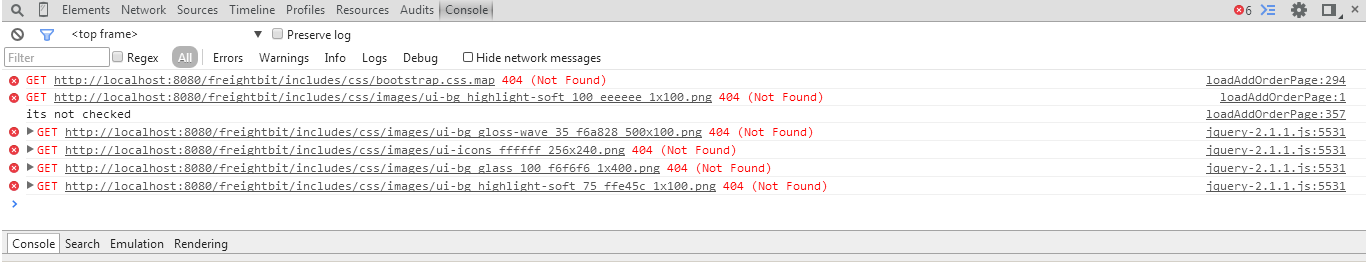 Elements Network Sources Timeline Profiles Resources Audits Console 6
<top frame> Preserve log
Filter Regex All Errors Warnings Info Logs Debug Hide network messages
GET http://localhost:8080/freightbit/includes/css/bootstrap.css.map 404 (Not Found) loadAddOrderPage:294
GET http://localhost:8080/freightbit/includes/css/images/ui-bg_highlight-soft_100_eeeeee_1x100.png 404 (Not Found) loadAddOrderPage:1
its not checked loadAddOrderPage:357
GET http://localhost:8080/freightbit/includes/css/images/ui-bg_gloss-wave_35_f6a828_500x100.png 404 (Not Found) jquery-2.1.1.js:5531
GET http://localhost:8080/freightbit/includes/css/images/ui-icons_ffffff_256x240.png 404 (Not Found) jquery-2.1.1.js:5531
GET http://localhost:8080/freightbit/includes/css/images/ui-bg_glass_100_f6f6f6_1x400.png 404 (Not Found) jquery-2.1.1.js:5531
GET http://localhost:8080/freightbit/includes/css/images/ui-bg_highlight-soft_75_ffe45c_1x100.png 404 (Not Found) jquery-2.1.1.js:5531
Console Search Emulation Rendering